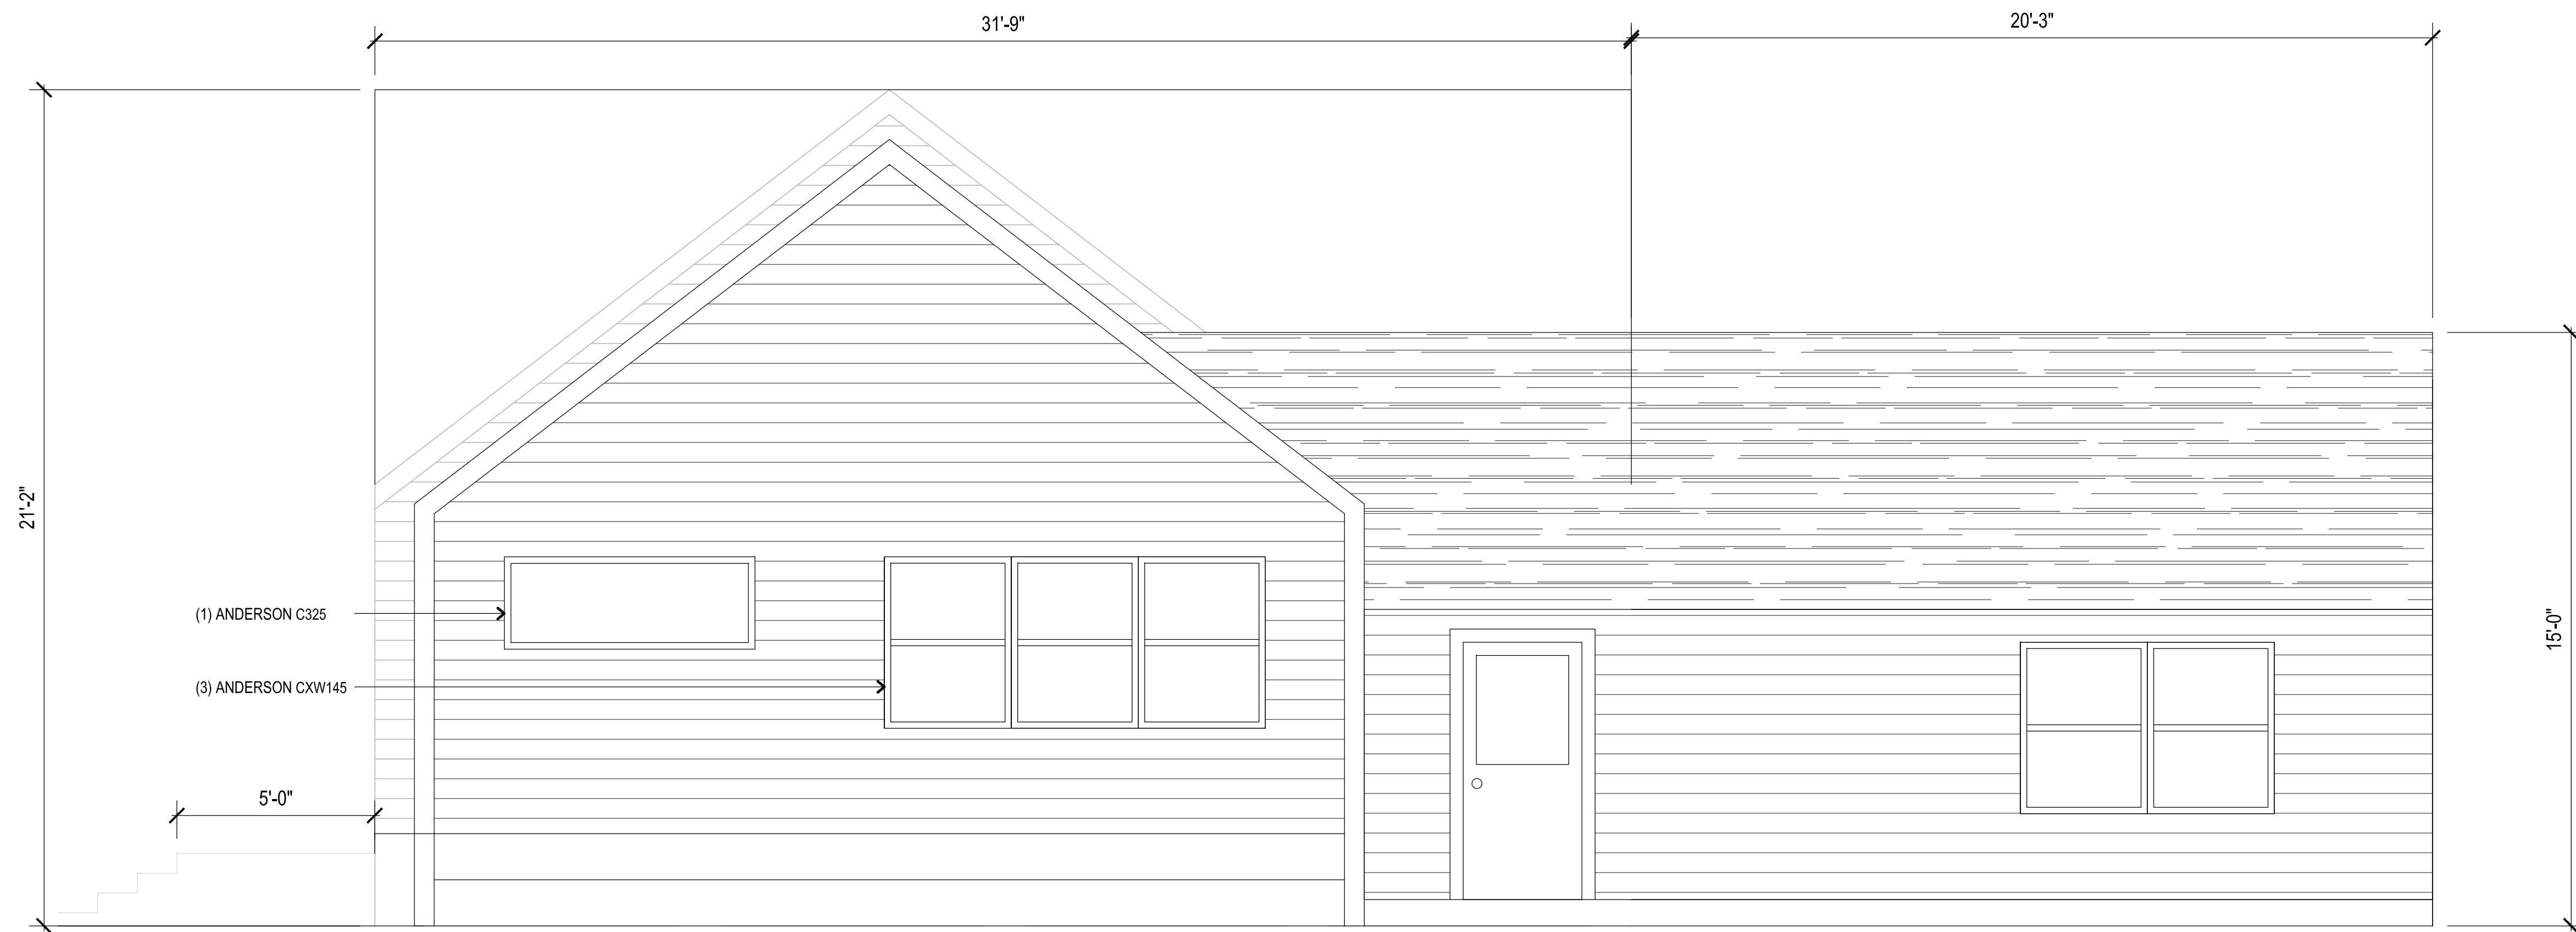 31'-9"
20'-3"
21'-2"
(1) ANDERSON C325
15'-0"
(3) ANDERSON CXW145
5'-0"